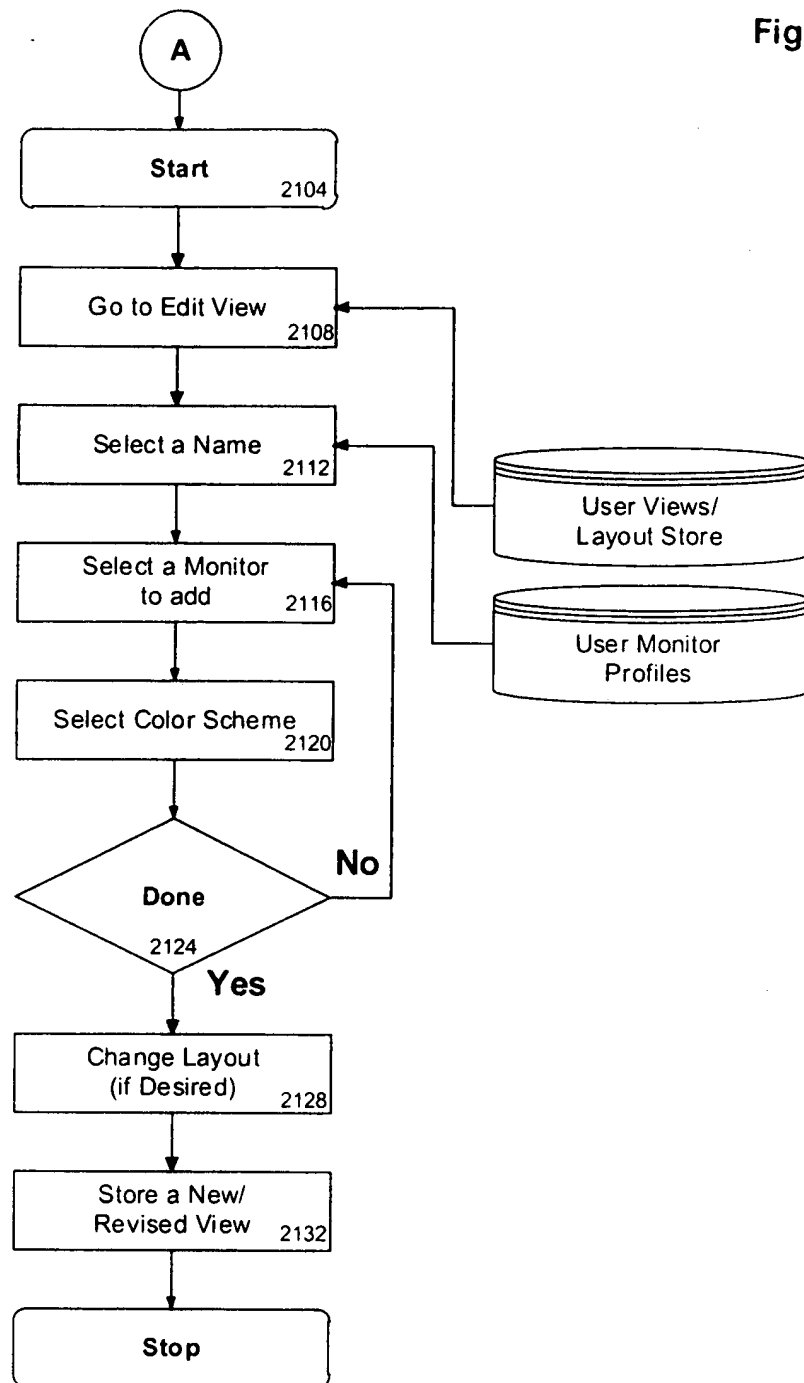 Fig
A
Start
2104
Go to Edit View
2108
Select a Name
2112
User Views/
Layout Store
Select a Monitor
to add
2116
User Monitor
Profiles
Select Color Scheme
2120
No
Done
2124
Yes
Change Layout
(if Desired)
2128
Store a New/
Revised View
2132
Stop